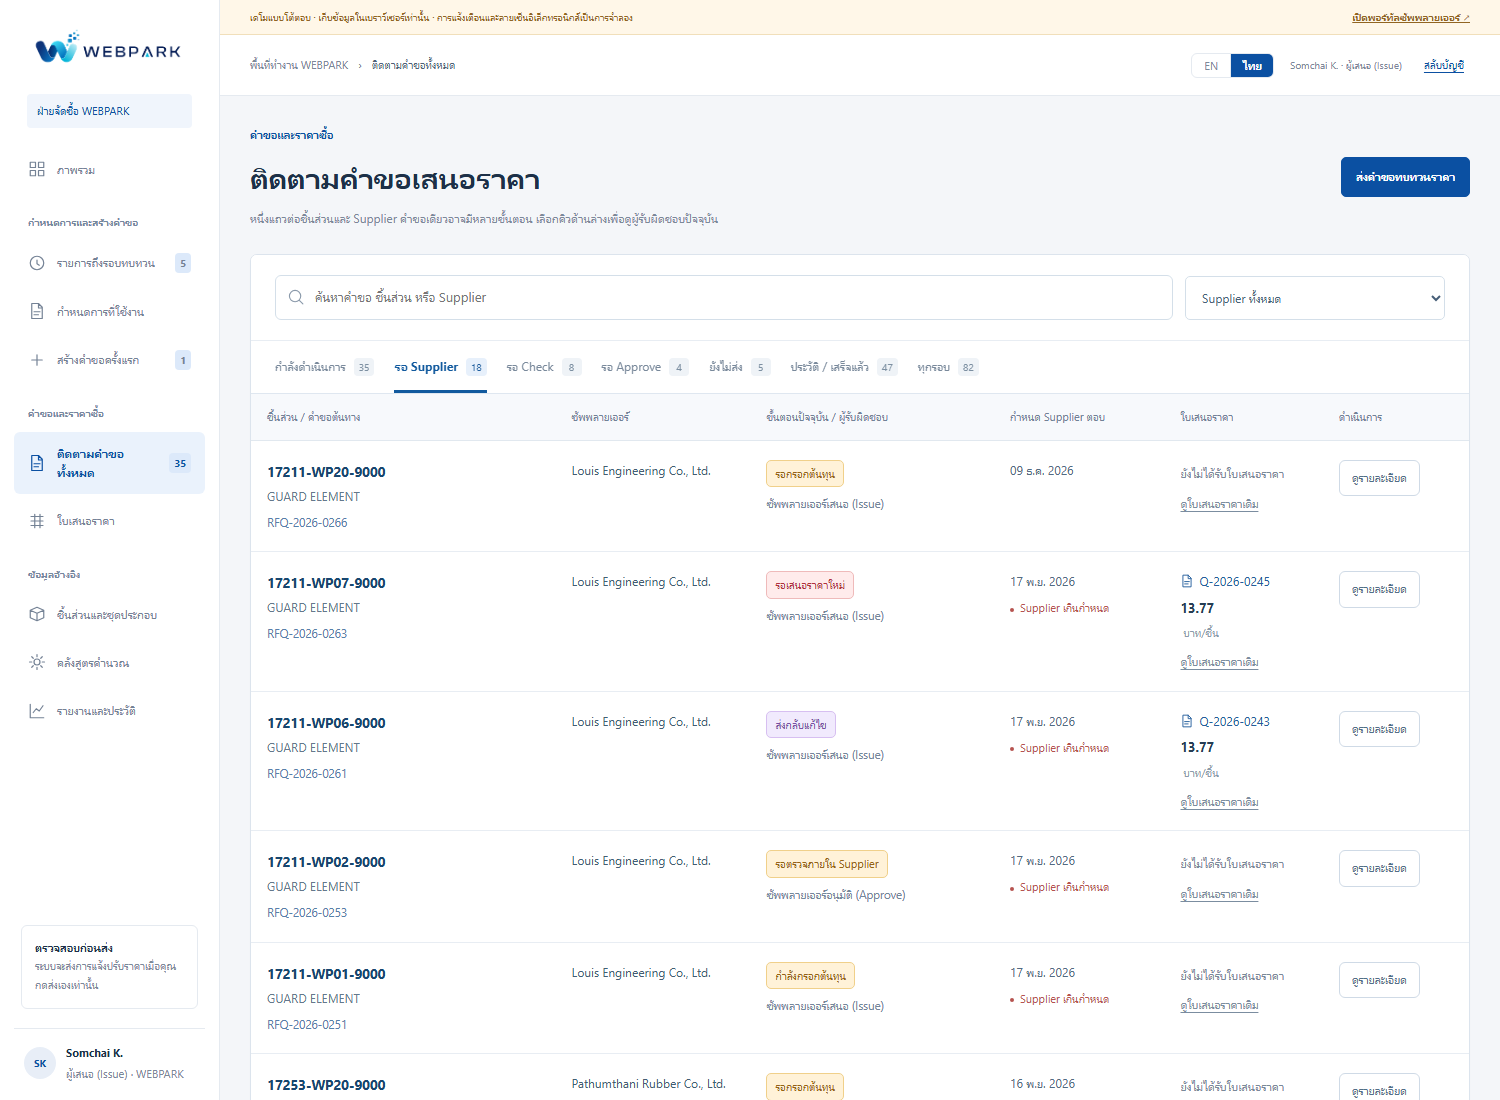 เดโมแบบโต้ตอบ · เก็บข้อมูลในเบราว์เซอร์เท่านั้น · การแจ้งเตือนและลายเซ็นอิเล็กทรอนิกส์เป็นการจำลอง
เปิดพอร์ทัลซัพพลายเออร์ ↗
WEBPARK
ฝ่ายจัดซื้อ WEBPARK
ภาพรวม
กำหนดการและสร้างคำขอ
รายการถึงรอบทบทวน 5
กำหนดการที่ใช้งาน
สร้างคำขอครั้งแรก 1
คำขอและราคาซื้อ
ติดตามคำขอ
ทั้งหมด 35
ใบเสนอราคา
ข้อมูลอ้างอิง
ชิ้นส่วนและชุดประกอบ
คลังสูตรคำนวณ
รายงานและประวัติ
ตรวจสอบก่อนส่ง
ระบบจะส่งการแจ้งปรับราคาเมื่อคุณ
กดส่งเองเท่านั้น
SK
Somchai K.
ผู้เสนอ (Issue) · WEBPARK
พื้นที่ทำงาน WEBPARK › ติดตามคำขอทั้งหมด
EN ไทย Somchai K. · ผู้เสนอ (Issue) สลับบัญชี
คำขอและราคาซื้อ
ติดตามคำขอเสนอราคา
ส่งคำขอทบทวนราคา
หนึ่งแถวต่อชิ้นส่วนและ Supplier คำขอเดียวอาจมีหลายขั้นตอน เลือกคิวด้านล่างเพื่อดูผู้รับผิดชอบปัจจุบัน
ค้นหาคำขอ ชิ้นส่วน หรือ Supplier
Supplier ทั้งหมด
กำลังดำเนินการ 35 รอ Supplier 18 รอ Check 8 รอ Approve 4 ยังไม่ส่ง 5 ประวัติ / เสร็จแล้ว 47 ทุกรอบ 82
ชิ้นส่วน / คำขอต้นทาง ซัพพลายเออร์ ขั้นตอนปัจจุบัน / ผู้รับผิดชอบ กำหนด Supplier ตอบ ใบเสนอราคา ดำเนินการ
17211-WP20-9000 Louis Engineering Co., Ltd. รอกรอกต้นทุน 09 ธ.ค. 2026 ยังไม่ได้รับใบเสนอราคา ดูรายละเอียด
GUARD ELEMENT ซัพพลายเออร์เสนอ (Issue) ดูใบเสนอราคาเดิม
RFQ-2026-0266
17211-WP07-9000 Louis Engineering Co., Ltd. รอเสนอราคาใหม่ 17 พ.ย. 2026 Q-2026-0245 ดูรายละเอียด
GUARD ELEMENT ซัพพลายเออร์เสนอ (Issue) • Supplier เกินกำหนด 13.77
RFQ-2026-0263 บาท/ชิ้น
ดูใบเสนอราคาเดิม
17211-WP06-9000 Louis Engineering Co., Ltd. ส่งกลับแก้ไข 17 พ.ย. 2026 Q-2026-0243 ดูรายละเอียด
GUARD ELEMENT ซัพพลายเออร์เสนอ (Issue) • Supplier เกินกำหนด 13.77
RFQ-2026-0261 บาท/ชิ้น
ดูใบเสนอราคาเดิม
17211-WP02-9000 Louis Engineering Co., Ltd. รอตรวจภายใน Supplier 17 พ.ย. 2026 ยังไม่ได้รับใบเสนอราคา ดูรายละเอียด
GUARD ELEMENT ซัพพลายเออร์อนุมัติ (Approve) • Supplier เกินกำหนด ดูใบเสนอราคาเดิม
RFQ-2026-0253
17211-WP01-9000 Louis Engineering Co., Ltd. กำลังกรอกต้นทุน 17 พ.ย. 2026 ยังไม่ได้รับใบเสนอราคา ดูรายละเอียด
GUARD ELEMENT ซัพพลายเออร์เสนอ (Issue) • Supplier เกินกำหนด ดูใบเสนอราคาเดิม
RFQ-2026-0251
17253-WP20-9000 Pathumthani Rubber Co., Ltd. รอกรอกต้นทุน 16 พ.ย. 2026 ยังไม่ได้รับใบเสนอราคา ดูรายละเอียด